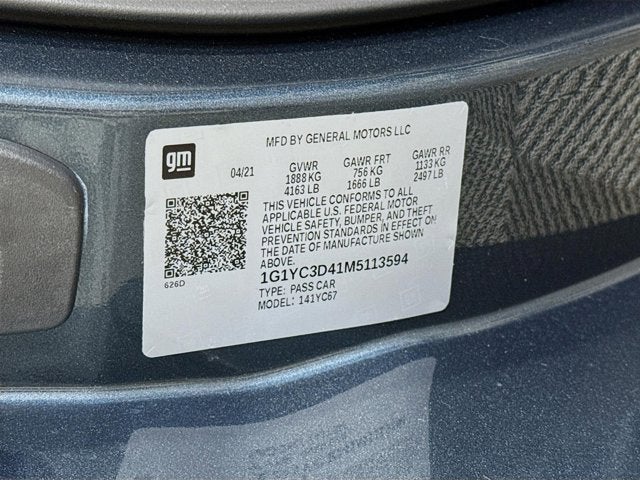 MFD BY GENERAL MOTORS LLC
gm
04/21
GVWR GAWR FRT GAWR RR
1888 KG 756 KG 1133 KG
4163 LB 1666 LB 2497 LB
THIS VEHICLE CONFORMS TO ALL
APPLICABLE U.S. FEDERAL MOTOR
VEHICLE SAFETY, BUMPER, AND THEFT
PREVENTION STANDARDS IN EFFECT ON
THE DATE OF MANUFACTURE SHOWN
ABOVE.
1G1YC3D41M5113594
626D
TYPE: PASS CAR
MODEL: 141YC67